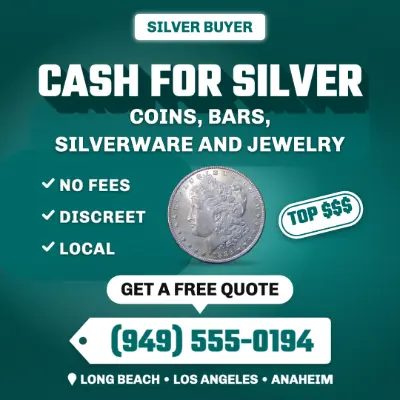 SILVER BUYER
CASH FOR SILVER
COINS, BARS,
SILVERWARE AND JEWELRY
NO FEES
DISCREET
LOCAL
TOP $$$
GET A FREE QUOTE
(949) 555-0194
LONG BEACH • LOS ANGELES • ANAHEIM